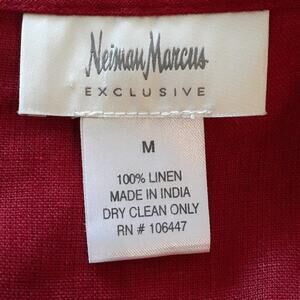 Neiman Marcus
EXCLUSIVE
M
100% LINEN
MADE IN INDIA
DRY CLEAN ONLY
RN # 106447